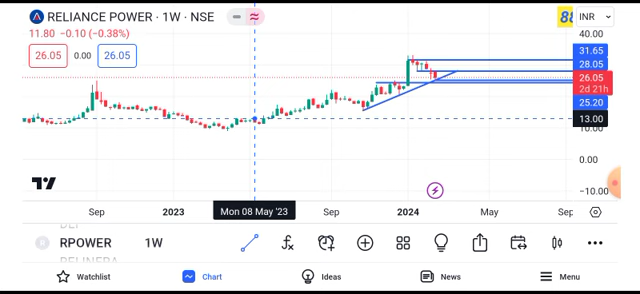 RELIANCE POWER · 1W · NSE
INR
11.80 −0.10 (−0.38%)
26.05 0.00 26.05
40.00
31.65
28.05
26.05
2d 21h
25.20
13.00
10.00
0.00
−10.00
Sep 2023 Mon 08 May '23 Sep 2024 May Sep
RPOWER 1W
Watchlist Chart Ideas News Menu